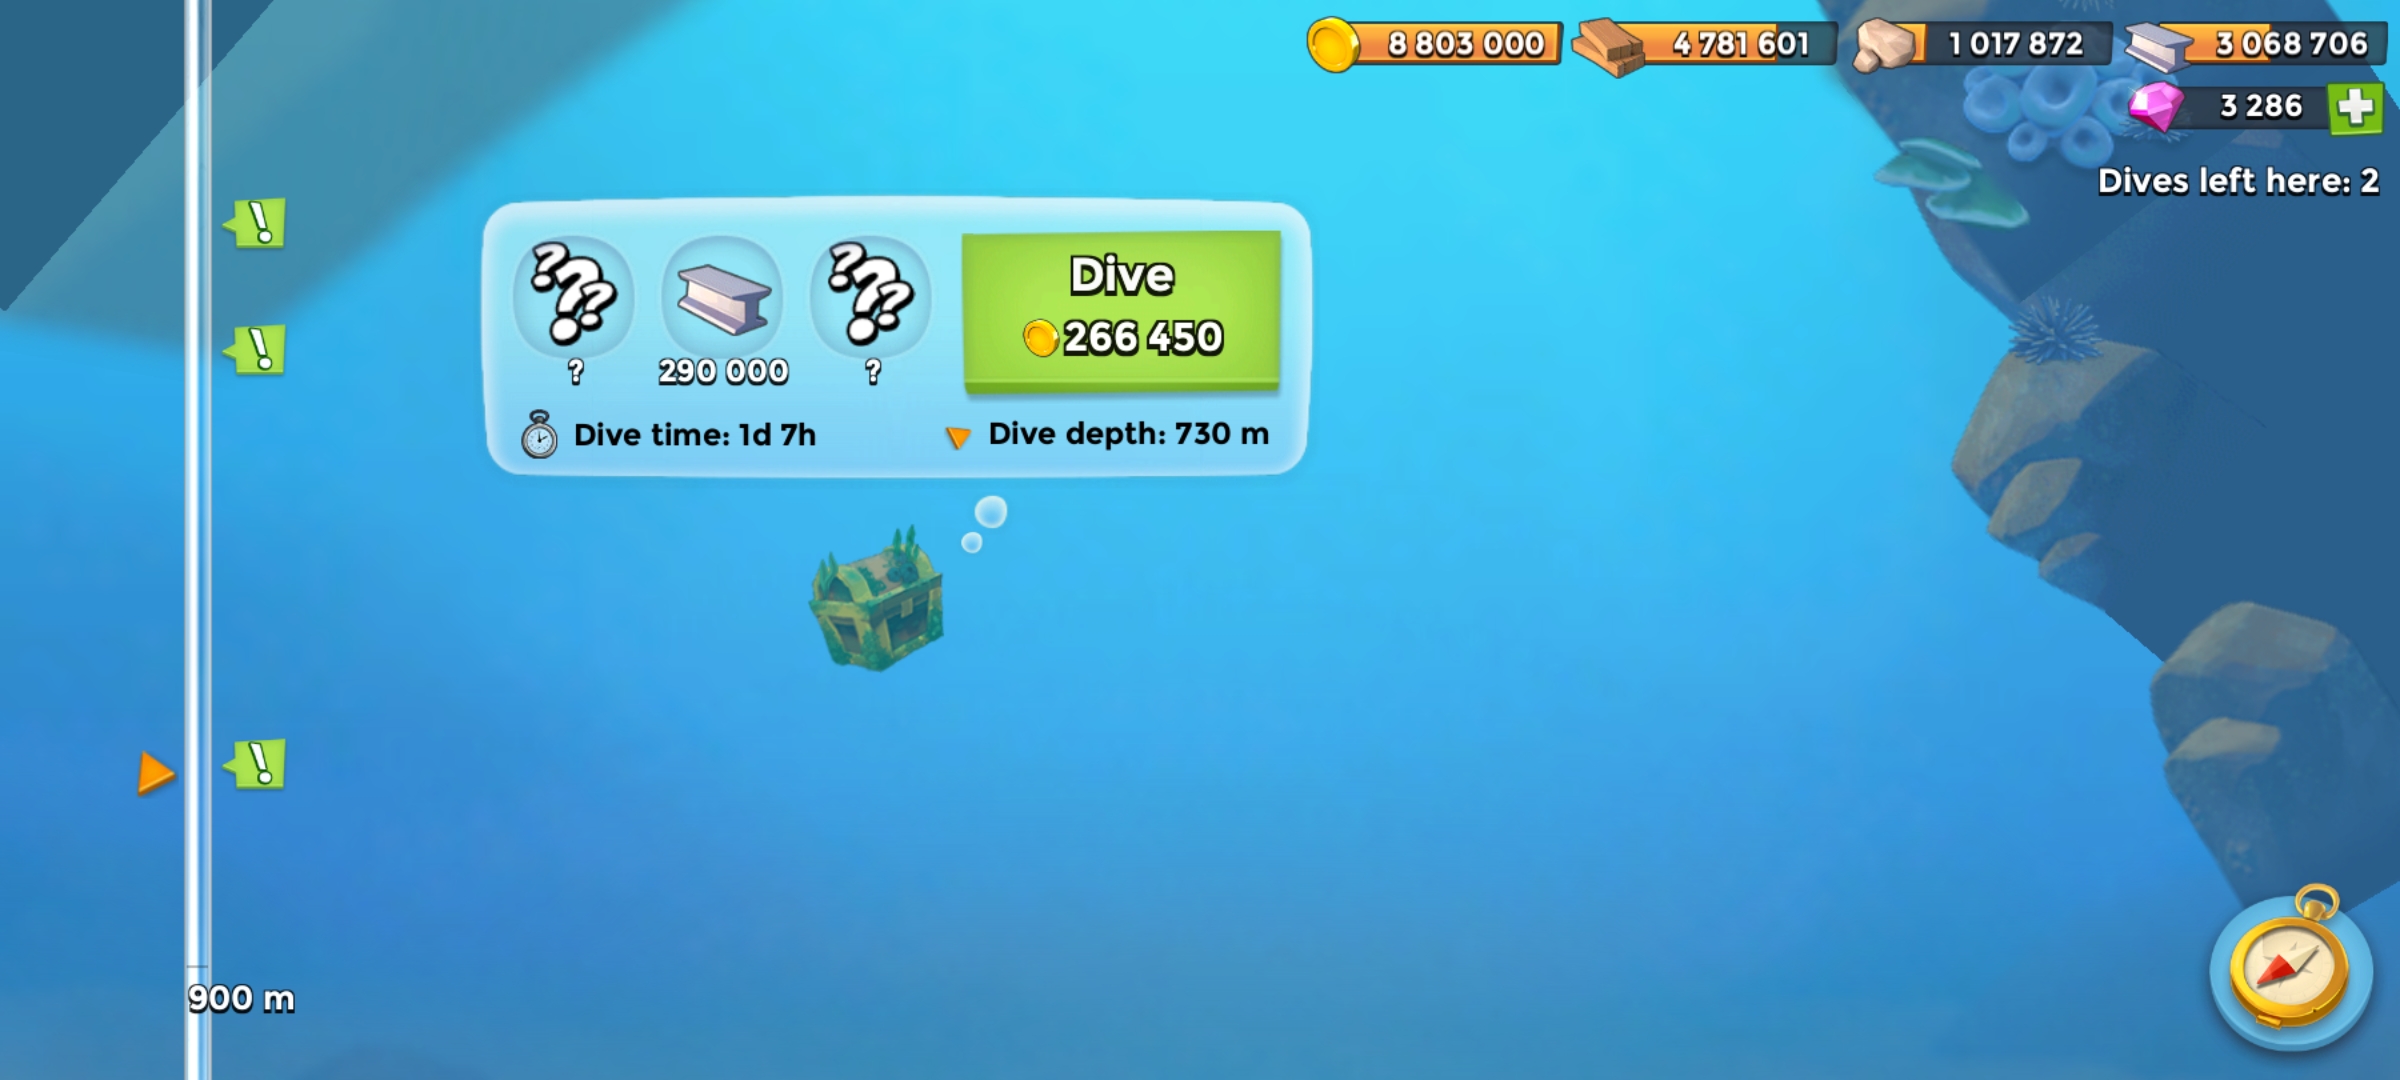 8 803 000
4 781 601
1 017 872
3 068 706
3 286
Dives left here: 2
???
?
290 000
???
?
Dive
266 450
Dive time: 1d 7h
Dive depth: 730 m
!
!
!
900 m